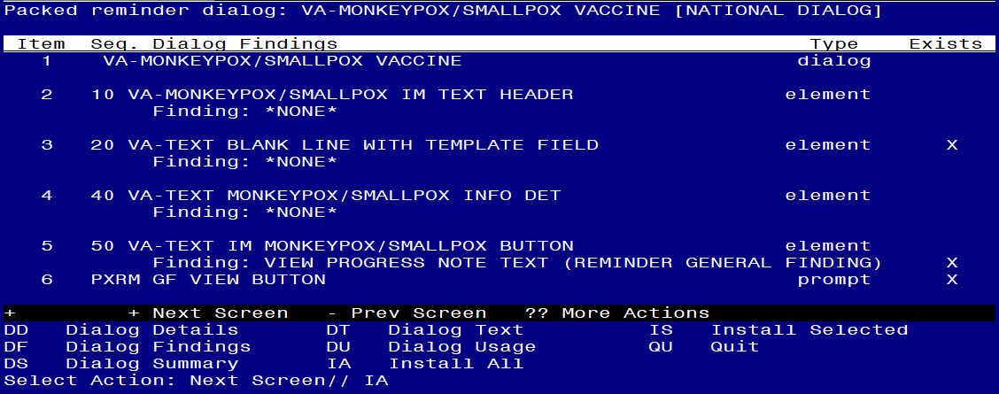 Packed reminder dialog: VA-MONKEYPOX/SMALLPOX VACCINE [NATIONAL DIALOG]
Item Seq. Dialog Findings Type Exists
1 VA-MONKEYPOX/SMALLPOX VACCINE dialog
2 10 VA-MONKEYPOX/SMALLPOX IM TEXT HEADER element
Finding: *NONE*
3 20 VA-TEXT BLANK LINE WITH TEMPLATE FIELD element X
Finding: *NONE*
4 40 VA-TEXT MONKEYPOX/SMALLPOX INFO DET element
Finding: *NONE*
5 50 VA-TEXT IM MONKEYPOX/SMALLPOX BUTTON element
Finding: VIEW PROGRESS NOTE TEXT (REMINDER GENERAL FINDING) X
6 PXRM GF VIEW BUTTON prompt X
+ + Next Screen - Prev Screen ?? More Actions
DD Dialog Details DT Dialog Text IS Install Selected
DF Dialog Findings DU Dialog Usage QU Quit
DS Dialog Summary IA Install All
Select Action: Next Screen// IA